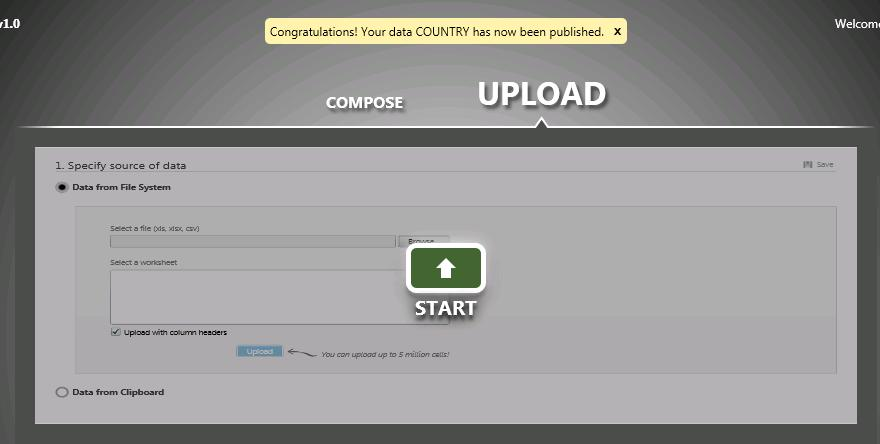 v1.0
Congratulations! Your data COUNTRY has now been published. x
Welcome
COMPOSE
UPLOAD
1. Specify source of data
Save
Data from File System
Select a file (xls, xlsx, csv)
Browse
Select a worksheet
START
Upload with column headers
Upload
You can upload up to 5 million cells!
Data from Clipboard